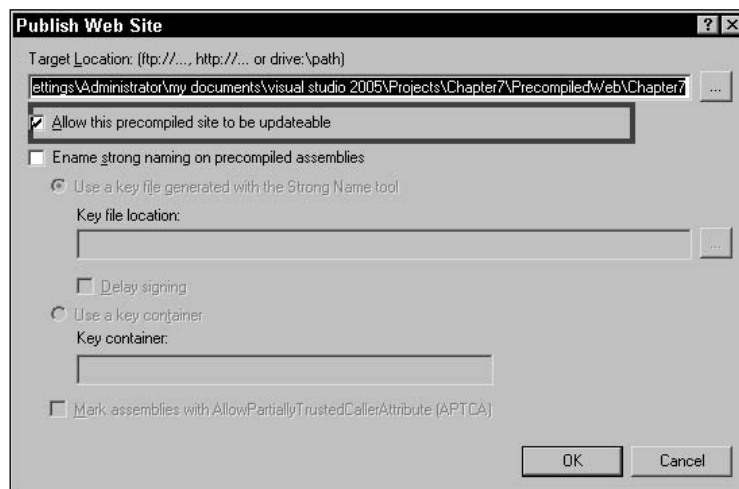 Publish Web Site
? X
Target Location: (ftp://..., http://... or drive:\path)
ettings\Administrator\my documents\visual studio 2005\Projects\Chapter7\PrecompiledWeb\Chapter7 ...
Allow this precompiled site to be updateable
Ename strong naming on precompiled assemblies
Use a key file generated with the Strong Name tool
Key file location:
...
Delay signing
Use a key container
Key container:
Mark assemblies with AllowPartiallyTrustedCallerAttribute (APTCA)
OK Cancel